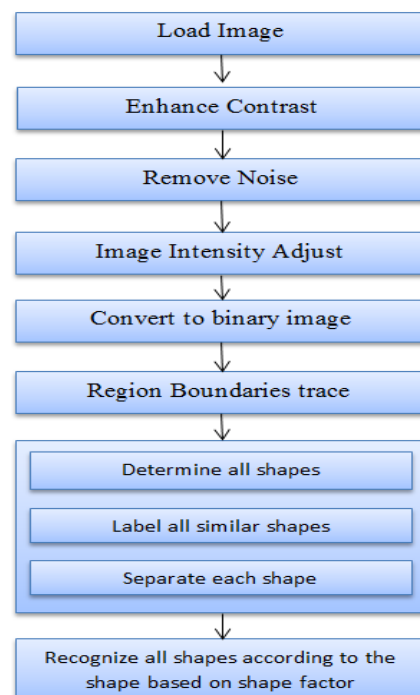 Load Image
Enhance Contrast
Remove Noise
Image Intensity Adjust
Convert to binary image
Region Boundaries trace
Determine all shapes
Label all similar shapes
Separate each shape
Recognize all shapes according to the
shape based on shape factor